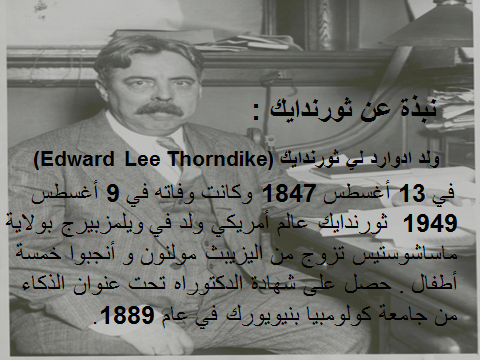 نبذة عن ثورندايك :
ولد ادوارد لي ثورندايك (Edward Lee Thorndike)
في 13 أغسطس 1847 وكانت وفاته في 9 أغسطس
1949 ثورندايك عالم أمريكي ولد في ويلمزبيرج بولاية
ماساشوستيس تزوج من اليزيبث مولتون و أنجبوا خمسة
أطفال . حصل على شهادة الدكتوراه تحت عنوان الذكاء
من جامعة كولومبيا بنيويورك في عام 1889.